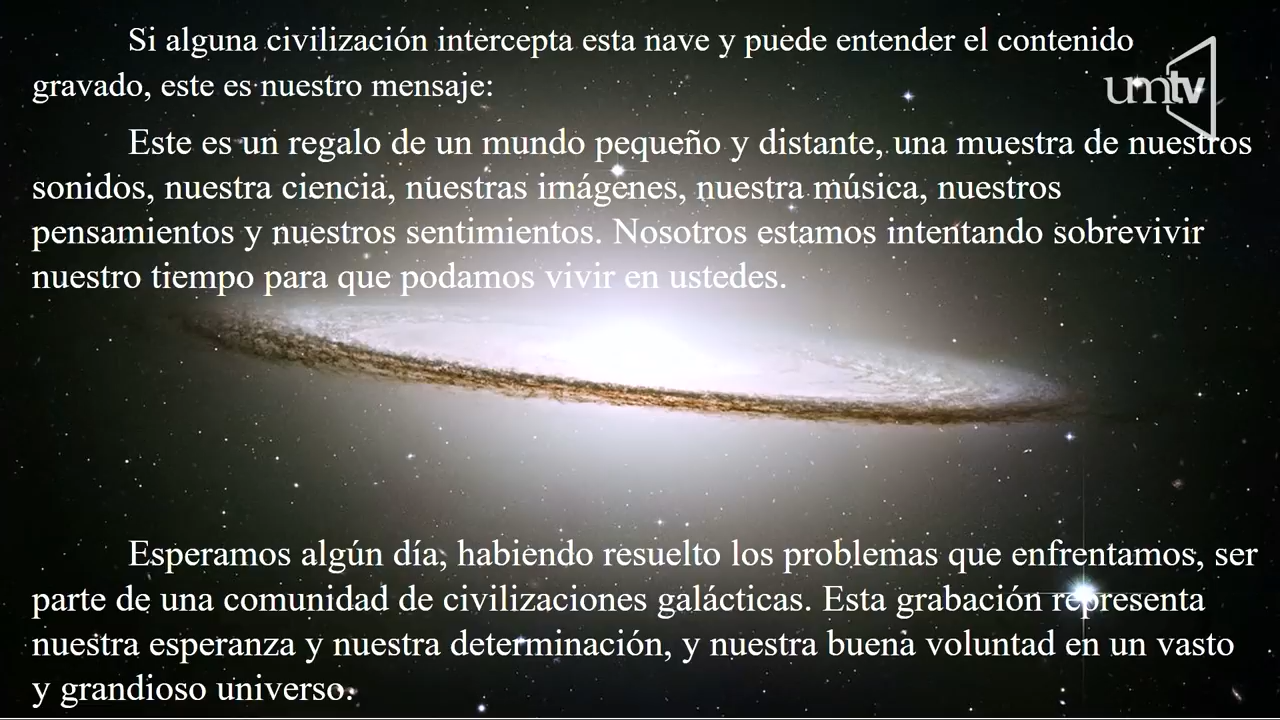 Si alguna civilización intercepta esta nave y puede entender el contenido
gravado, este es nuestro mensaje:
umtv
Este es un regalo de un mundo pequeño y distante, una muestra de nuestros
sonidos, nuestra ciencia, nuestras imágenes, nuestra música, nuestros
pensamientos y nuestros sentimientos. Nosotros estamos intentando sobrevivir
nuestro tiempo para que podamos vivir en ustedes.
Esperamos algún día, habiendo resuelto los problemas que enfrentamos, ser
parte de una comunidad de civilizaciones galácticas. Esta grabación representa
nuestra esperanza y nuestra determinación, y nuestra buena voluntad en un vasto
y grandioso universo.